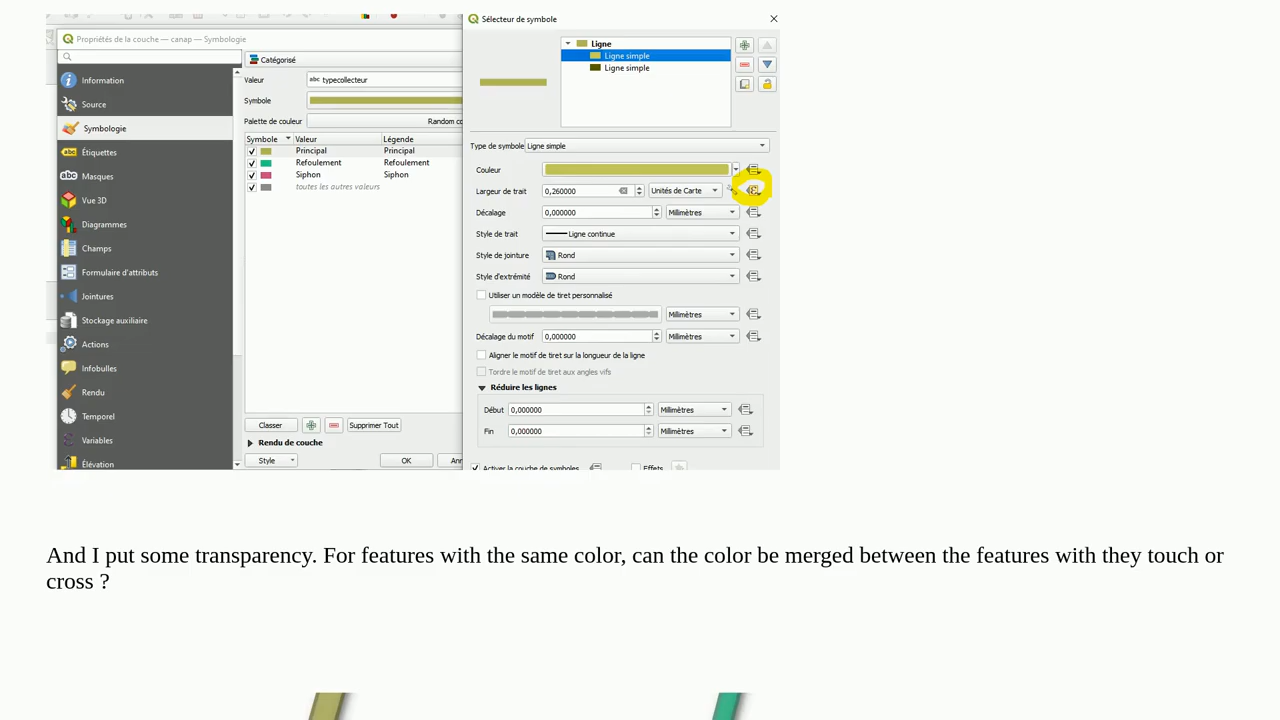 Sélecteur de symbole
Propriétés de la couche — canap — Symbologie
Ligne
Ligne simple
Ligne simple
Information
Source
Symbologie
Étiquettes
Masques
Vue 3D
Diagrammes
Champs
Formulaire d'attributs
Jointures
Stockage auxiliaire
Actions
Infobulles
Rendu
Temporel
Variables
Élévation
Catégorisé
Valeur abc typecollecteur
Symbole
Palette de couleur Random co
Symbole Valeur Légende
Principal Principal
Refoulement Refoulement
Siphon Siphon
toutes les autres valeurs
Classer Supprimer Tout
Rendu de couche
Style OK Ann
Type de symbole Ligne simple
Couleur
Largeur de trait 0,260000 Unités de Carte
Décalage 0,000000 Millimètres
Style de trait Ligne continue
Style de jointure Rond
Style d'extrémité Rond
Utiliser un modèle de tiret personnalisé
Millimètres
Décalage du motif 0,000000 Millimètres
Aligner le motif de tiret sur la longueur de la ligne
Tordre le motif de tiret aux angles vifs
Réduire les lignes
Début 0,000000 Millimètres
Fin 0,000000 Millimètres
Activer la couche de symboles Effets
And I put some transparency. For features with the same color, can the color be merged between the features with they touch or
cross ?